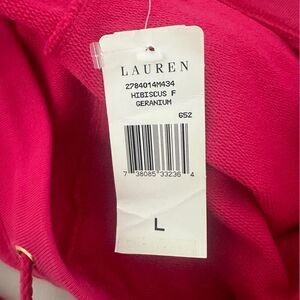 LAUREN
2784014M434
HIBISCUS F
GERANIUM
652
7 38085 33236 4
L